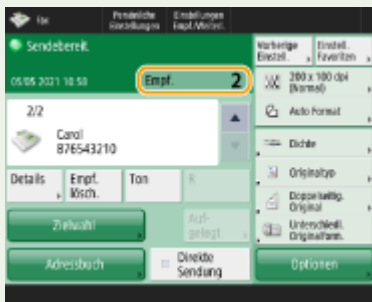 Fax
Persönliche Einstellungen
Einstellungen Empf./Weiterl.
Sendebereit.
Vorherige Einstell.
Einstell. Favoriten
05/05 2021 10:50
Empf. 2
200 x 100 dpi (Normal)
2/2
Auto Format
Carol
876543210
Dichte
Details
Empf. lösch.
Ton
R
Originaltyp
Doppelseitig. Original
Zielwahl
Auf-gelegt
Unterschiedl. Originalform.
Adressbuch
Direkte Sendung
Optionen